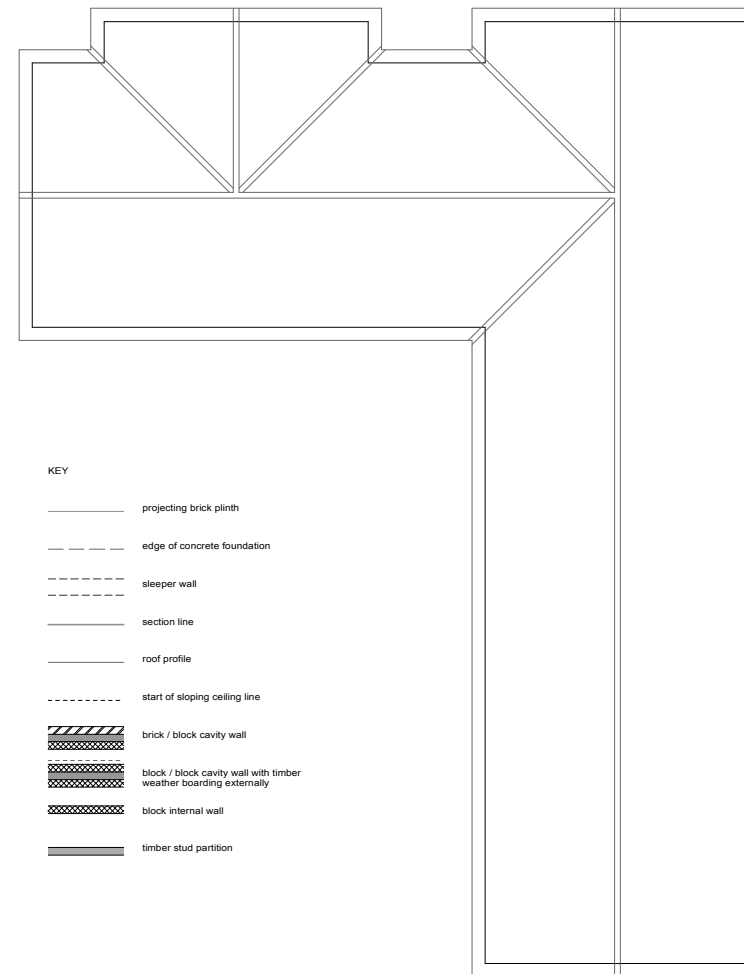 KEY
projecting brick plinth
edge of concrete foundation
sleeper wall
section line
roof profile
start of sloping ceiling line
brick / block cavity wall
block / block cavity wall with timber
weather boarding externally
block internal wall
timber stud partition